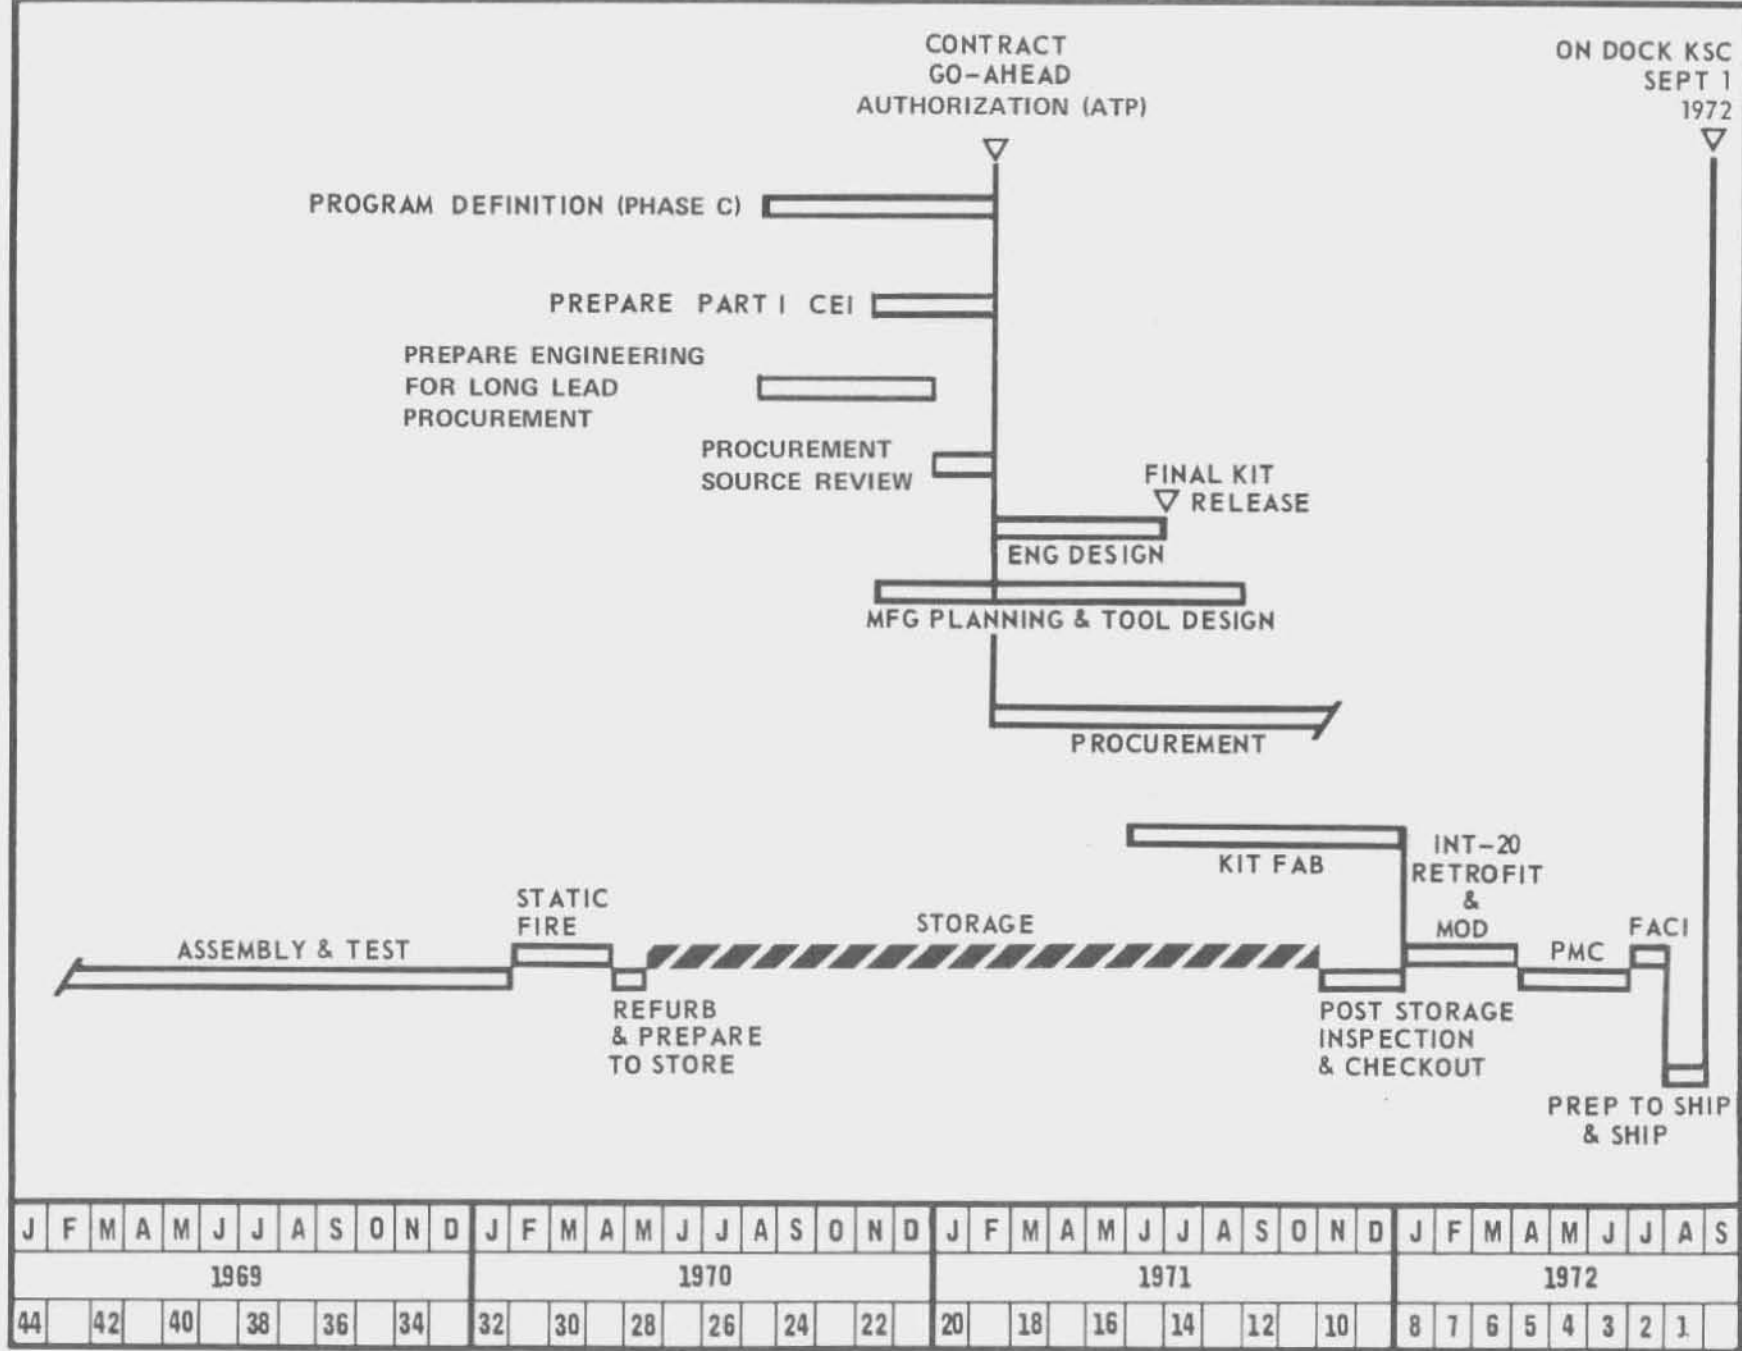 CONTRACT
GO-AHEAD
AUTHORIZATION (ATP)
ON DOCK KSC
SEPT 1
1972
PROGRAM DEFINITION (PHASE C)
PREPARE PART I CEI
PREPARE ENGINEERING
FOR LONG LEAD
PROCUREMENT
PROCUREMENT
SOURCE REVIEW
FINAL KIT
RELEASE
ENG DESIGN
MFG PLANNING & TOOL DESIGN
PROCUREMENT
KIT FAB
INT-20
RETROFIT
&
MOD
STATIC
FIRE
STORAGE
FACI
ASSEMBLY & TEST
PMC
REFURB
& PREPARE
TO STORE
POST STORAGE
INSPECTION
& CHECKOUT
PREP TO SHIP
& SHIP
J F M A M J J A S O N D J F M A M J J A S O N D J F M A M J J A S O N D J F M A M J J A S
1969 1970 1971 1972
44 42 40 38 36 34 32 30 28 26 24 22 20 18 16 14 12 10 8 7 6 5 4 3 2 1